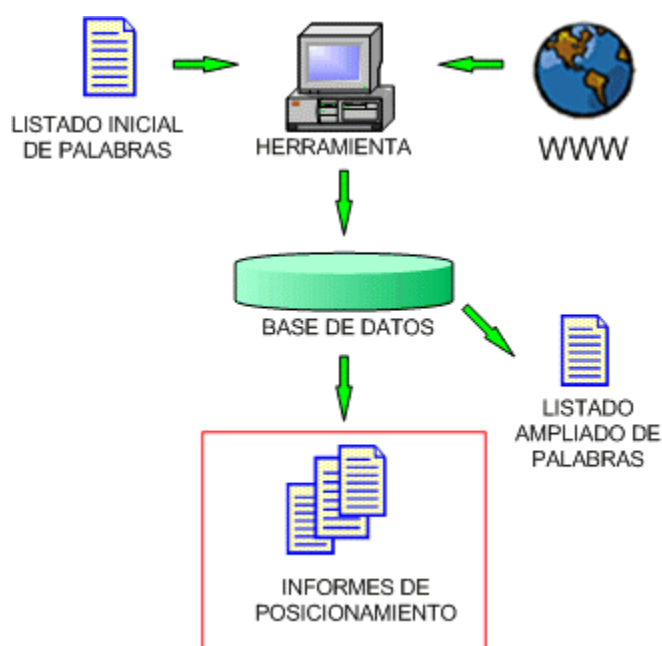 LISTADO INICIAL
DE PALABRAS
HERRAMIENTA
WWW
BASE DE DATOS
LISTADO
AMPLIADO DE
PALABRAS
INFORMES DE
POSICIONAMIENTO